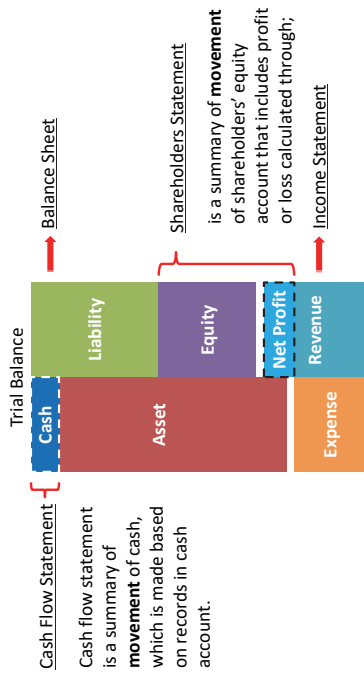 Trial Balance
Cash Flow Statement
Cash flow statement
is a summary of
movement of cash,
which is made based
on records in cash
account.
Cash
Asset
Expense
Liability
Equity
Net Profit
Revenue
Balance Sheet
Shareholders Statement
is a summary of movement
of shareholders’ equity
account that includes profit
or loss calculated through;
Income Statement